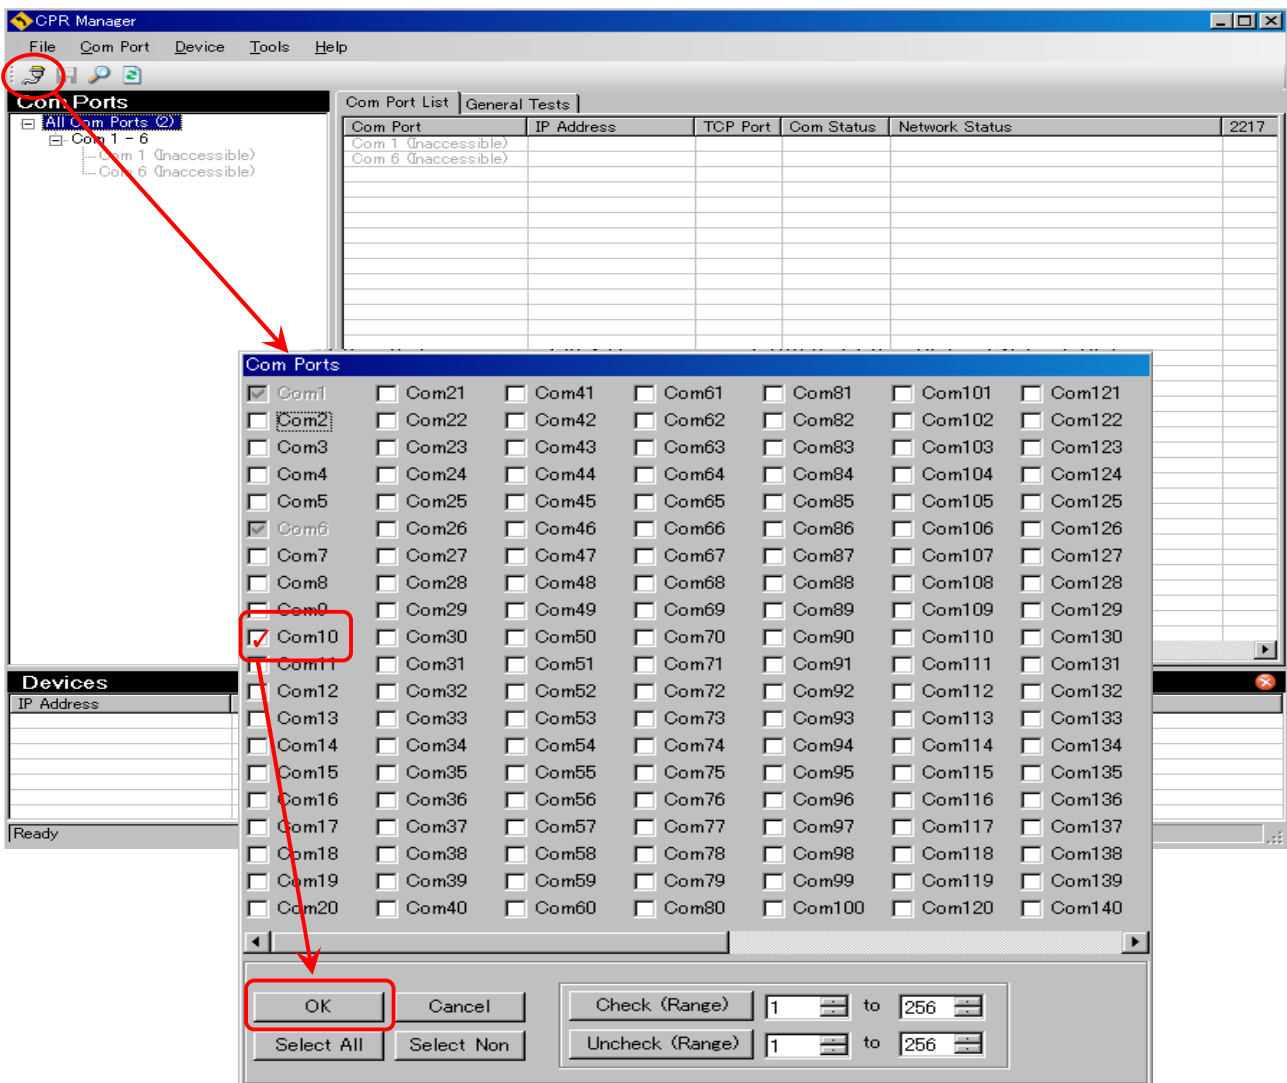 CPR Manager
File Com Port Device Tools Help
Com Ports
All Com Ports (2)
Com 1 - 6
Com 1 (Inaccessible)
Com 6 (Inaccessible)
Com Port List General Tests
Com Port IP Address TCP Port Com Status Network Status 2217
Com 1 (Inaccessible)
Com 6 (Inaccessible)
Com Ports
Com1 Com21 Com41 Com61 Com81 Com101 Com121
Com2 Com22 Com42 Com62 Com82 Com102 Com122
Com3 Com23 Com43 Com63 Com83 Com103 Com123
Com4 Com24 Com44 Com64 Com84 Com104 Com124
Com5 Com25 Com45 Com65 Com85 Com105 Com125
Com6 Com26 Com46 Com66 Com86 Com106 Com126
Com7 Com27 Com47 Com67 Com87 Com107 Com127
Com8 Com28 Com48 Com68 Com88 Com108 Com128
Com9 Com29 Com49 Com69 Com89 Com109 Com129
Com10 Com30 Com50 Com70 Com90 Com110 Com130
Com11 Com31 Com51 Com71 Com91 Com111 Com131
Com12 Com32 Com52 Com72 Com92 Com112 Com132
Com13 Com33 Com53 Com73 Com93 Com113 Com133
Com14 Com34 Com54 Com74 Com94 Com114 Com134
Com15 Com35 Com55 Com75 Com95 Com115 Com135
Com16 Com36 Com56 Com76 Com96 Com116 Com136
Com17 Com37 Com57 Com77 Com97 Com117 Com137
Com18 Com38 Com58 Com78 Com98 Com118 Com138
Com19 Com39 Com59 Com79 Com99 Com119 Com139
Com20 Com40 Com60 Com80 Com100 Com120 Com140
OK Cancel Check (Range) 1 to 256
Select All Select Non Uncheck (Range) 1 to 256
Devices
IP Address
Ready